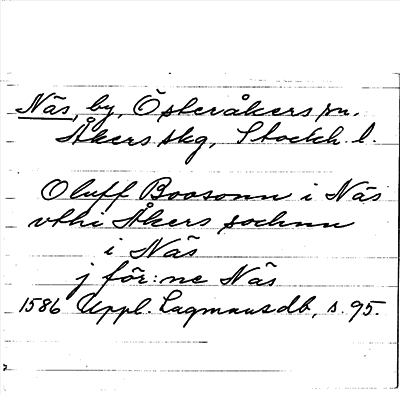 Näs, by, Österåkers sn.
Åkers skg, Stockh. l.
Oluff Boosonn i Näs
vthi Åkers sochnn
i Näs
j för:ne Näs
1586 Uppl. Lagmansdb, s. 95.